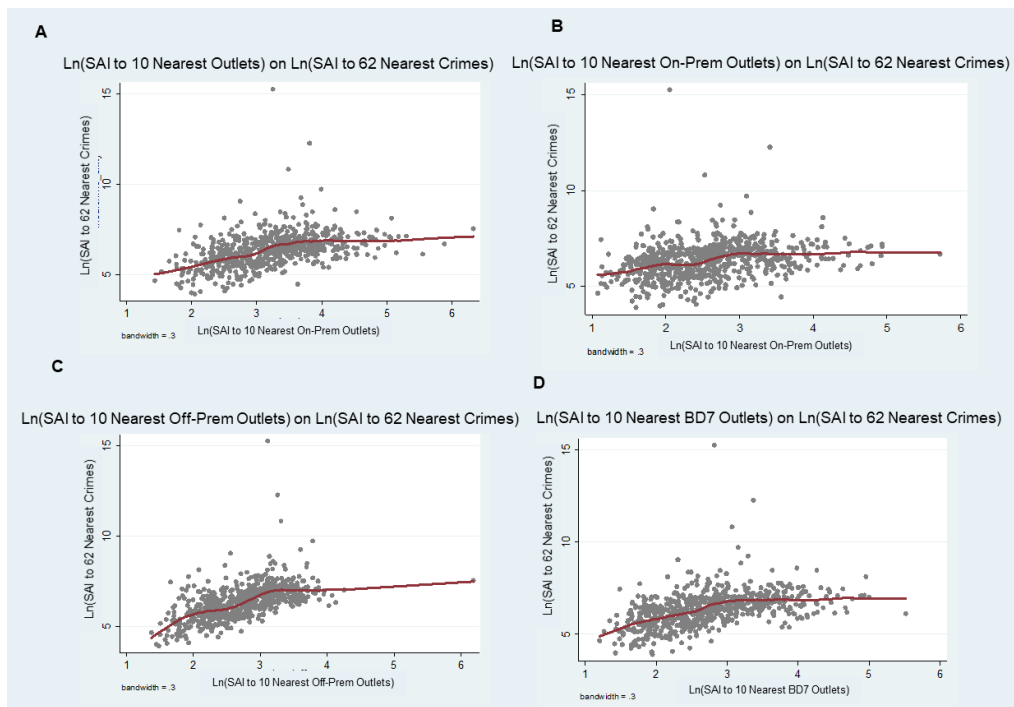 A
Ln(SAI to 10 Nearest Outlets) on Ln(SAI to 62 Nearest Crimes)
Ln(SAI to 62 Nearest Crimes)
15
10
5
1 2 3 4 5 6
Ln(SAI to 10 Nearest On-Prem Outlets)
bandwidth = .3
B
Ln(SAI to 10 Nearest On-Prem Outlets) on Ln(SAI to 62 Nearest Crimes)
Ln(SAI to 62 Nearest Crimes)
15
10
5
1 2 3 4 5 6
Ln(SAI to 10 Nearest On-Prem Outlets)
bandwidth = .3
C
Ln(SAI to 10 Nearest Off-Prem Outlets) on Ln(SAI to 62 Nearest Crimes)
Ln(SAI to 62 Nearest Crimes)
15
10
5
1 2 3 4 5 6
Ln(SAI to 10 Nearest Off-Prem Outlets)
bandwidth = .3
D
Ln(SAI to 10 Nearest BD7 Outlets) on Ln(SAI to 62 Nearest Crimes)
Ln(SAI to 62 Nearest Crimes)
15
10
5
1 2 3 4 5 6
Ln(SAI to 10 Nearest BD7 Outlets)
bandwidth = .3